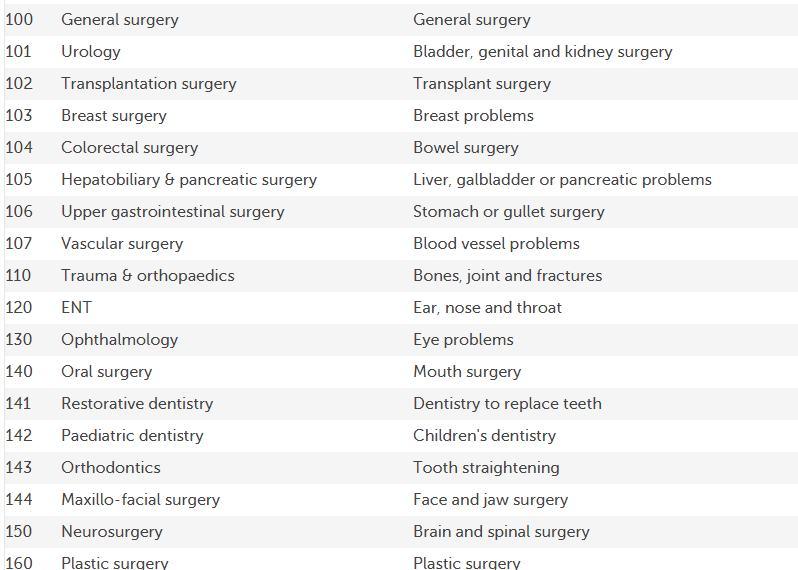 100 General surgery General surgery
101 Urology Bladder, genital and kidney surgery
102 Transplantation surgery Transplant surgery
103 Breast surgery Breast problems
104 Colorectal surgery Bowel surgery
105 Hepatobiliary & pancreatic surgery Liver, galbladder or pancreatic problems
106 Upper gastrointestinal surgery Stomach or gullet surgery
107 Vascular surgery Blood vessel problems
110 Trauma & orthopaedics Bones, joint and fractures
120 ENT Ear, nose and throat
130 Ophthalmology Eye problems
140 Oral surgery Mouth surgery
141 Restorative dentistry Dentistry to replace teeth
142 Paediatric dentistry Children's dentistry
143 Orthodontics Tooth straightening
144 Maxillo-facial surgery Face and jaw surgery
150 Neurosurgery Brain and spinal surgery
160 Plastic surgery Plastic surgery